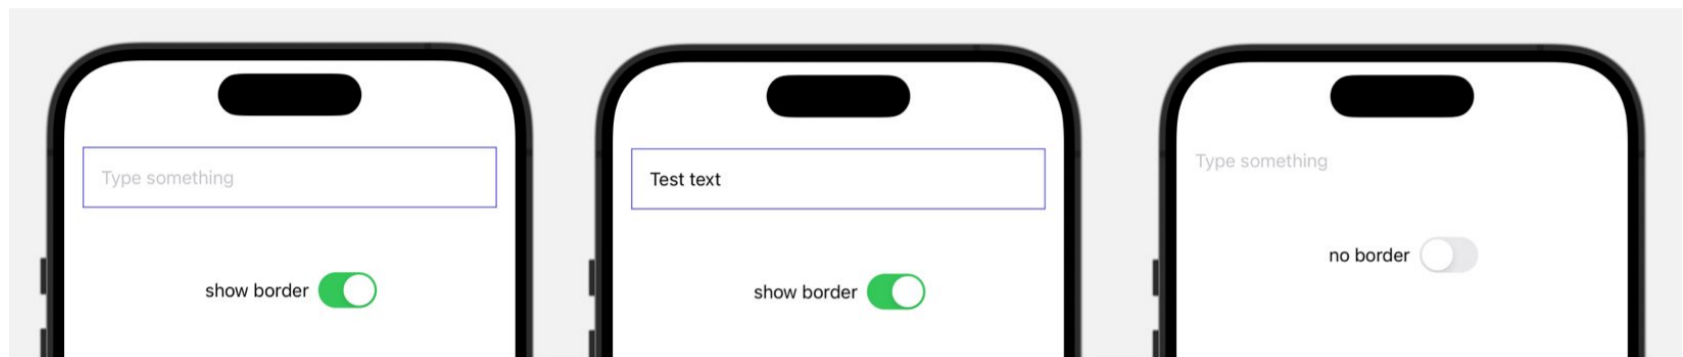 Type something
show border
Test text
show border
Type something
no border